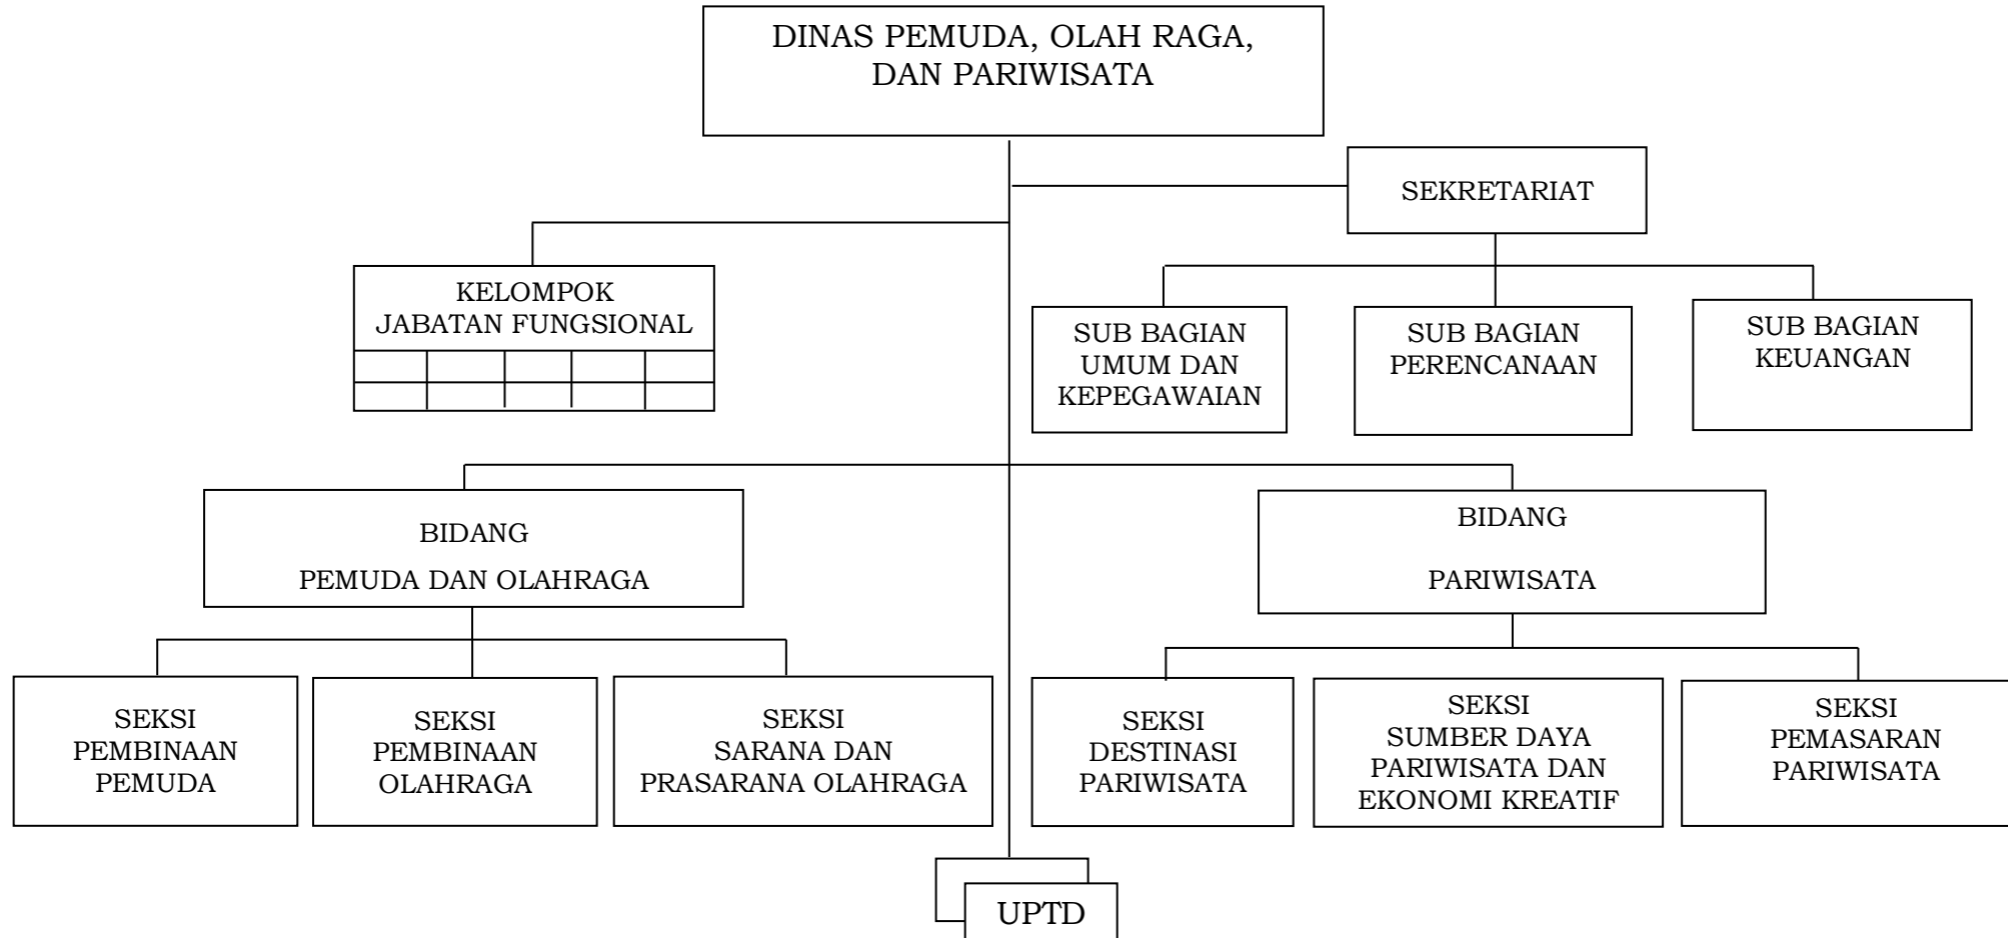 DINAS PEMUDA, OLAH RAGA,
DAN PARIWISATA
SEKRETARIAT
KELOMPOK
JABATAN FUNGSIONAL
SUB BAGIAN
UMUM DAN
KEPEGAWAIAN
SUB BAGIAN
PERENCANAAN
SUB BAGIAN
KEUANGAN
BIDANG
PEMUDA DAN OLAHRAGA
BIDANG
PARIWISATA
SEKSI
PEMBINAAN
PEMUDA
SEKSI
PEMBINAAN
OLAHRAGA
SEKSI
SARANA DAN
PRASARANA OLAHRAGA
SEKSI
DESTINASI
PARIWISATA
SEKSI
SUMBER DAYA
PARIWISATA DAN
EKONOMI KREATIF
SEKSI
PEMASARAN
PARIWISATA
UPTD